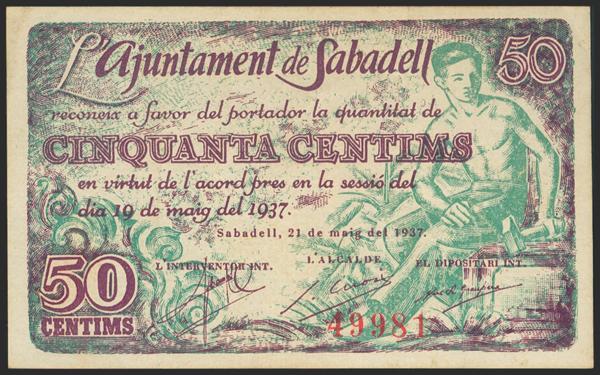 L'Ajuntament de Sabadell
50
reconeix a favor del portador la quantitat de
CINQUANTA CENTIMS
en virtut de l'acord pres en la sessió del
dia 19 de maig del 1937.
Sabadell, 21 de maig del 1937.
L'INTERVENTOR INT.
L'ALCALDE
EL DIPOSITARI INT.
50
CENTIMS
49981